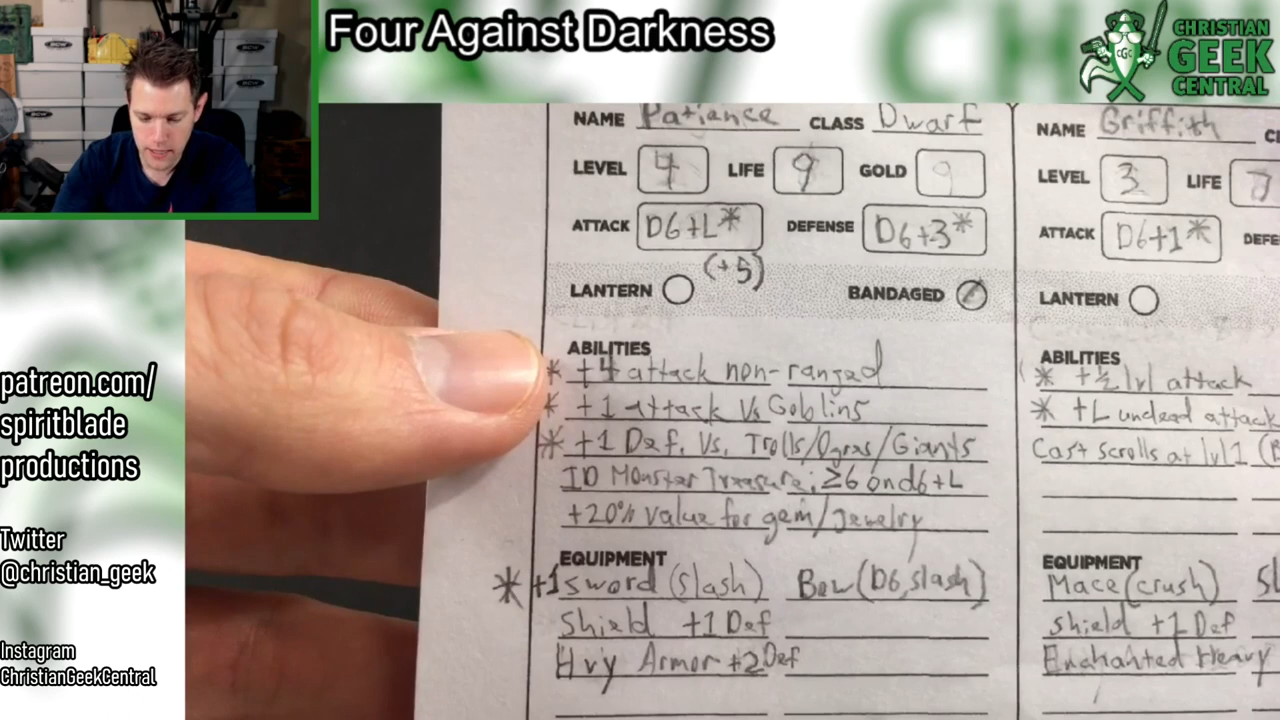 Four Against Darkness
CHRISTIAN
GEEK
CENTRAL
CGC
NAME Patience CLASS Dwarf
LEVEL 4 LIFE 9 GOLD 9
ATTACK D6+L* DEFENSE D6+3*
(+5)
LANTERN BANDAGED
ABILITIES
* +4 attack non-ranged
* +1 attack Vs Goblins
* +1 Def. Vs. Trolls/Ogres/Giants
ID Monster Treasure: ≥6 on d6+L
+20% value for gem/Jewelry
EQUIPMENT
* +1 sword (slash) Bow (D6, slash)
Shield +1 Def
Hvy Armor +2 Def
NAME Griffith
LEVEL 3 LIFE 7
ATTACK D6+1* DEFE
LANTERN
ABILITIES
* +½ lvl attack
* +L undead attack
Cast scrolls at lvl 1
EQUIPMENT
Mace (crush)
shield +1 Def
Enchanted Heavy
patreon.com/
spiritblade
productions
Twitter
@christian_geek
Instagram
ChristianGeekCentral